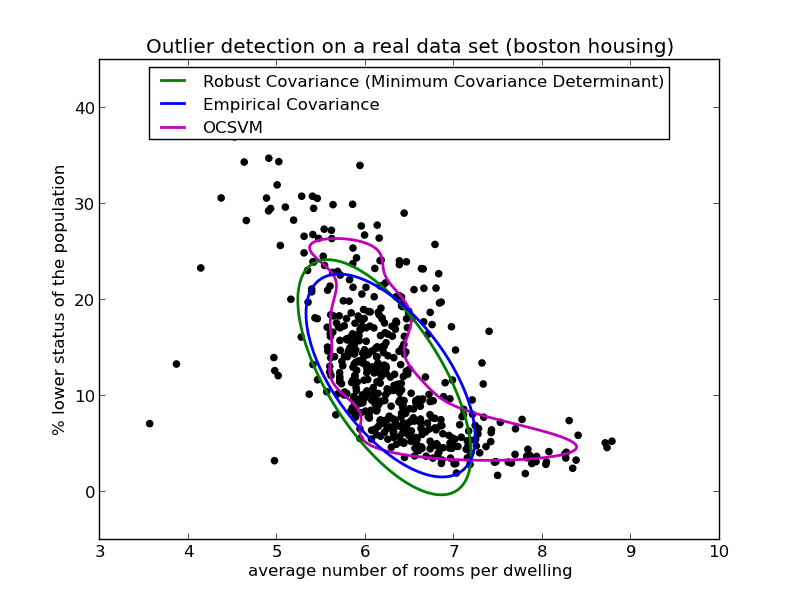 Outlier detection on a real data set (boston housing)
Robust Covariance (Minimum Covariance Determinant)
Empirical Covariance
OCSVM
40
30
20
10
0
% lower status of the population
3 4 5 6 7 8 9 10
average number of rooms per dwelling